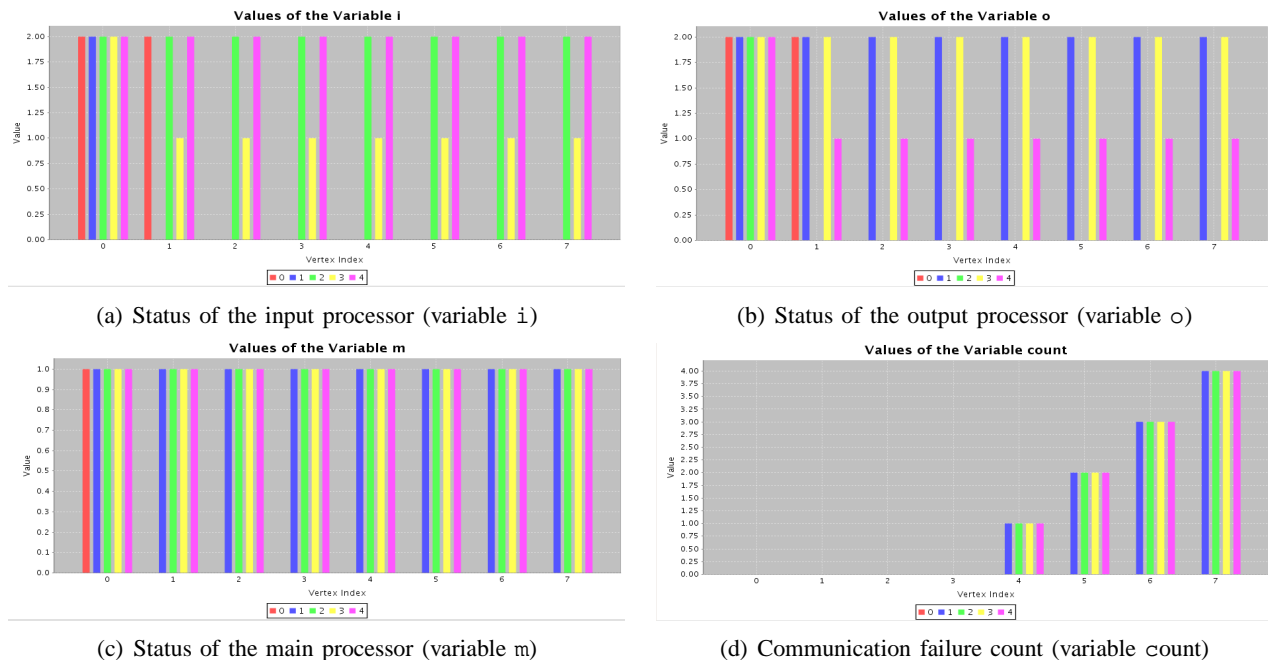 Values of the Variable i
2.00
1.75
1.50
1.25
1.00
0.75
0.50
0.25
0.00
Value
0 1 2 3 4 5 6 7
Vertex Index
0 1 2 3 4
(a) Status of the input processor (variable i)
Values of the Variable o
2.00
1.75
1.50
1.25
1.00
0.75
0.50
0.25
0.00
Value
0 1 2 3 4 5 6 7
Vertex Index
0 1 2 3 4
(b) Status of the output processor (variable o)
Values of the Variable m
1.0
0.9
0.8
0.7
0.6
0.5
0.4
0.3
0.2
0.1
0.0
Value
0 1 2 3 4 5 6 7
Vertex Index
0 1 2 3 4
(c) Status of the main processor (variable m)
Values of the Variable count
4.00
3.75
3.50
3.25
3.00
2.75
2.50
2.25
2.00
1.75
1.50
1.25
1.00
0.75
0.50
0.25
0.00
Value
0 1 2 3 4 5 6 7
Vertex Index
0 1 2 3 4
(d) Communication failure count (variable count)